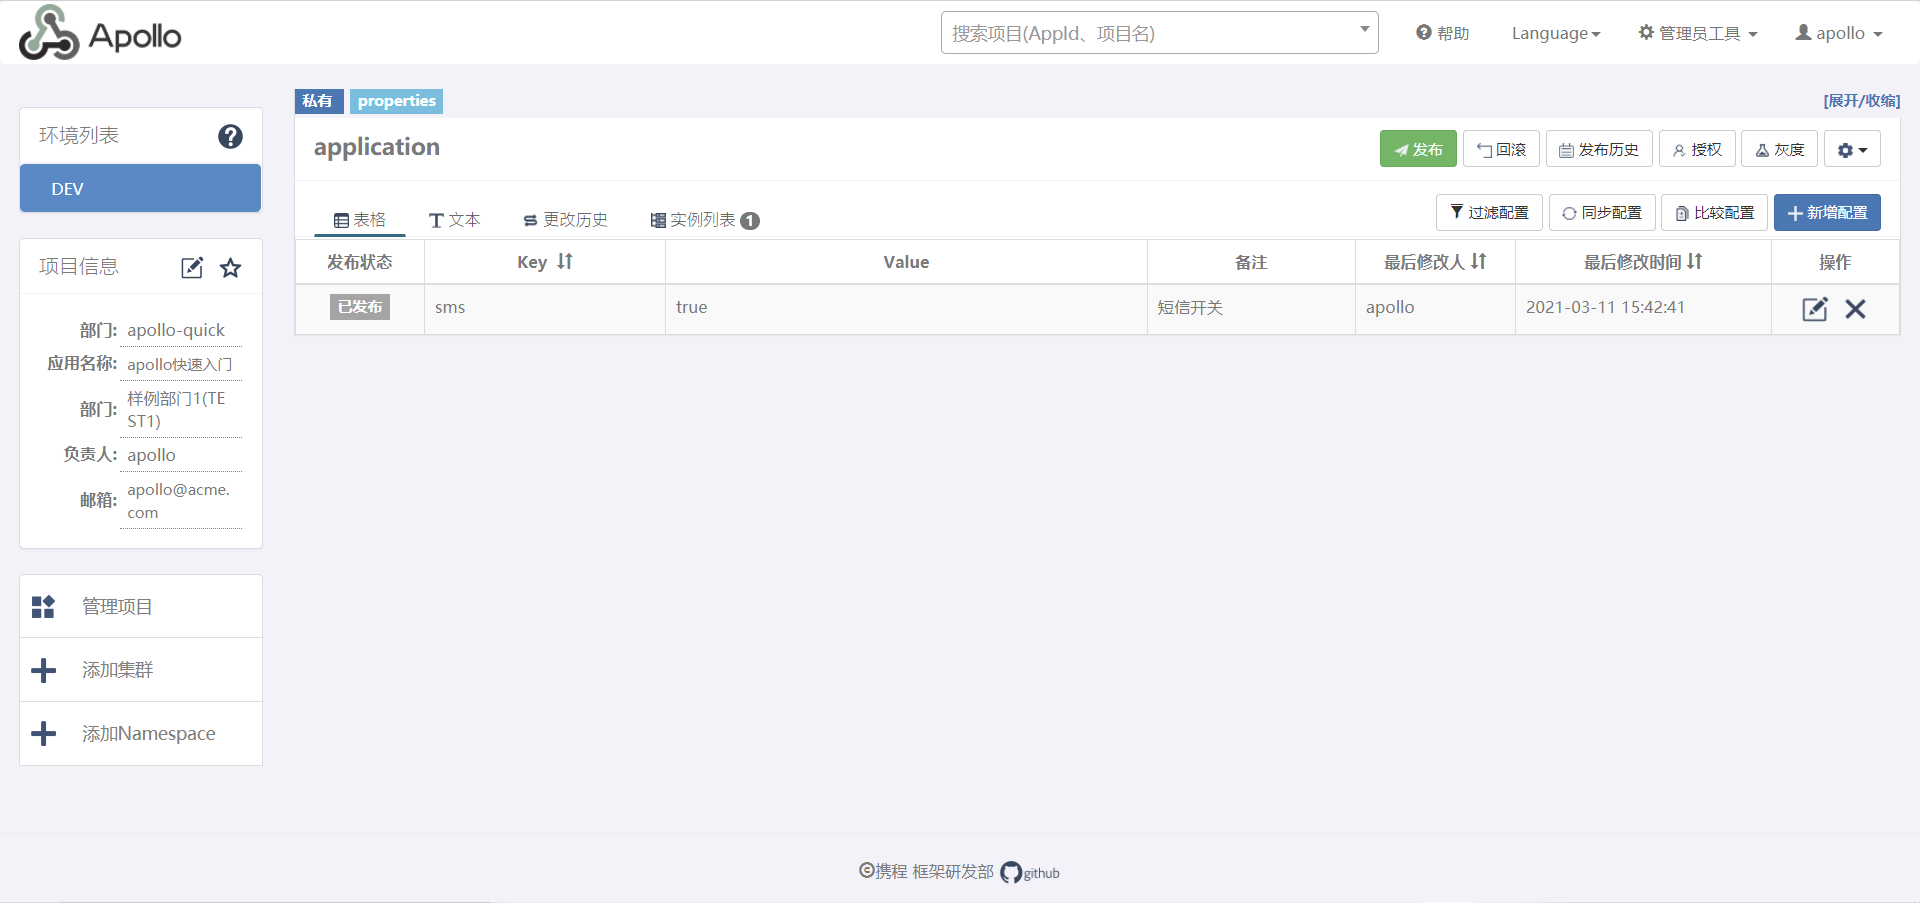 Apollo
搜索项目(AppId、项目名)
帮助
Language
管理员工具
apollo
私有 properties
[展开/收缩]
环境列表
DEV
application
发布 回滚 发布历史 授权 灰度
表格 文本 更改历史 实例列表 1
过滤配置 同步配置 比较配置 新增配置
发布状态 Key Value 备注 最后修改人 最后修改时间 操作
已发布 sms true 短信开关 apollo 2021-03-11 15:42:41
项目信息
部门: apollo-quick
应用名称: apollo快速入门
部门: 样例部门1(TE
ST1)
负责人: apollo
邮箱: apollo@acme.
com
管理项目
添加集群
添加Namespace
©携程 框架研发部 github